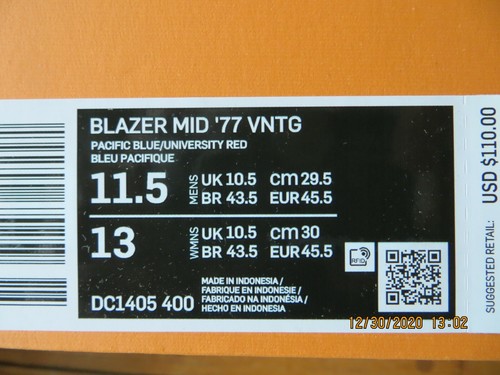 BLAZER MID '77 VNTG
PACIFIC BLUE/UNIVERSITY RED
BLEU PACIFIQUE
11.5 MENS UK 10.5 CM 29.5
BR 43.5 EUR 45.5
13 WMNS UK 10.5 CM 30
BR 43.5 EUR 45.5
RFID
DC1405 400
MADE IN INDONESIA /
FABRIQUE EN INDONESIE /
FABRICADO NA INDONÉSIA /
HECHO EN INDONESIA
SUGGESTED RETAIL: USD $110.00
12/30/2020 13:02